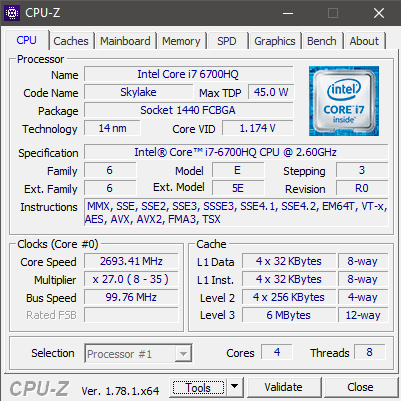 CPU-Z
CPU Caches Mainboard Memory SPD Graphics Bench About
Processor
Name Intel Core i7 6700HQ
Code Name Skylake Max TDP 45.0 W
Package Socket 1440 FCBGA
Technology 14 nm Core VID 1.174 V
intel
CORE i7
inside™
Specification Intel® Core™ i7-6700HQ CPU @ 2.60GHz
Family 6 Model E Stepping 3
Ext. Family 6 Ext. Model 5E Revision R0
Instructions MMX, SSE, SSE2, SSE3, SSSE3, SSE4.1, SSE4.2, EM64T, VT-x,
AES, AVX, AVX2, FMA3, TSX
Clocks (Core #0)
Core Speed 2693.41 MHz
Multiplier x 27.0 ( 8 - 35 )
Bus Speed 99.76 MHz
Rated FSB
Cache
L1 Data 4 x 32 KBytes 8-way
L1 Inst. 4 x 32 KBytes 8-way
Level 2 4 x 256 KBytes 4-way
Level 3 6 MBytes 12-way
Selection Processor #1 Cores 4 Threads 8
CPU-Z Ver. 1.78.1.x64 Tools Validate Close